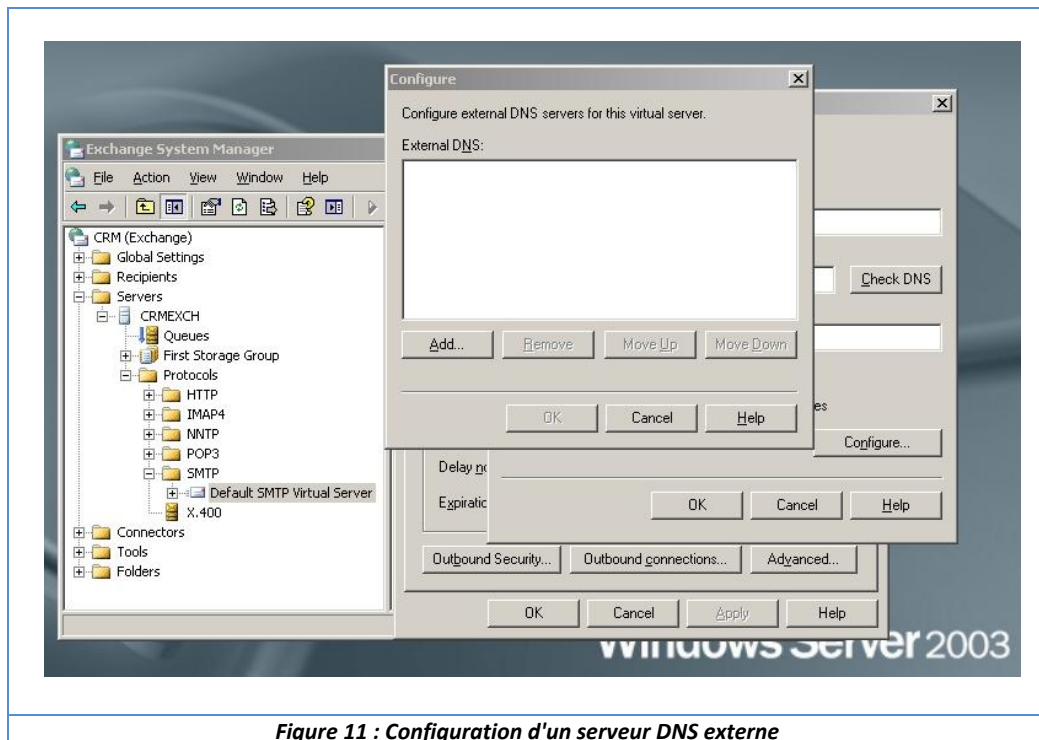 Configure
Configure external DNS servers for this virtual server.
External DNS:
Add...
Remove
Move Up
Move Down
OK
Cancel
Help
Check DNS
es
Configure...
OK
Cancel
Help
Exchange System Manager
File Action View Window Help
CRM (Exchange)
Global Settings
Recipients
Servers
CRMEXCH
Queues
First Storage Group
Protocols
HTTP
IMAP4
NNTP
POP3
SMTP
Default SMTP Virtual Server
X.400
Connectors
Tools
Folders
Delay
Outbound Security...
Outbound connections...
Advanced...
OK
Cancel
Apply
Help
Windows Server 2003
Figure 11 : Configuration d'un serveur DNS externe